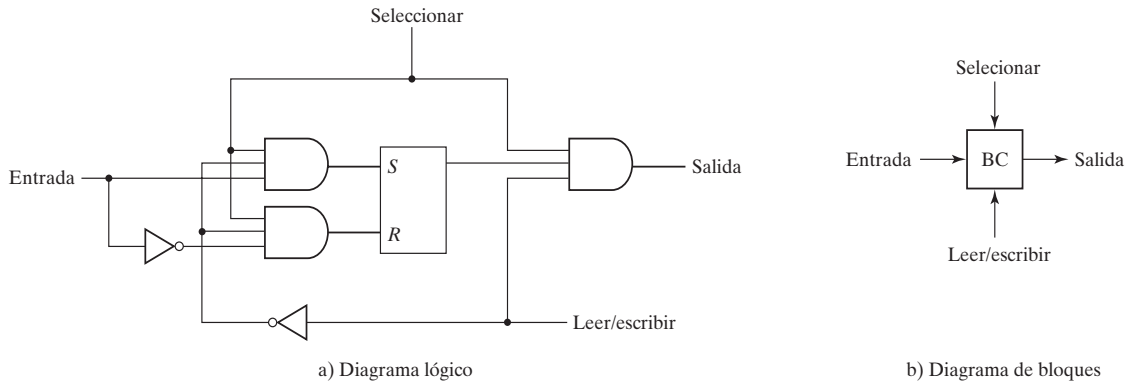 Seleccionar
Entrada
S
R
Salida
Leer/escribir
a) Diagrama lógico
Selecionar
Entrada
BC
Salida
Leer/escribir
b) Diagrama de bloques